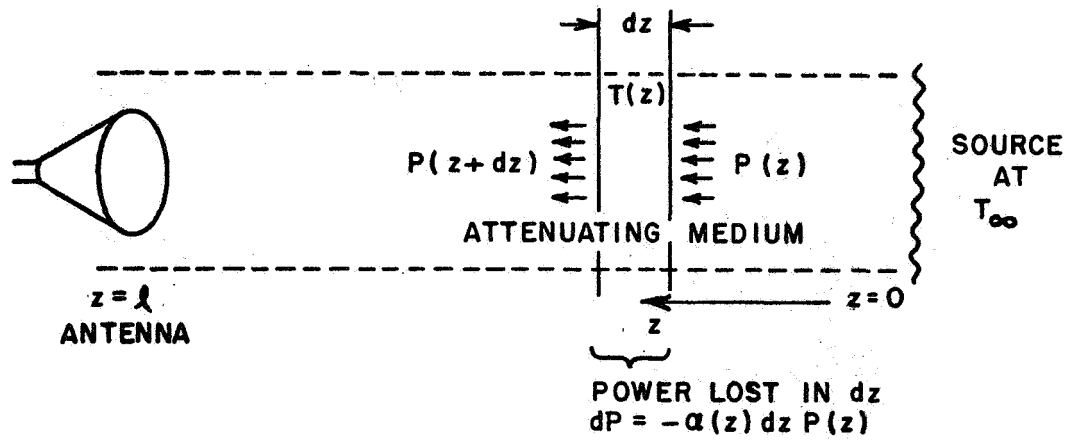 dz
T(z)
P(z+dz)
P(z)
SOURCE
AT
T∞
ATTENUATING MEDIUM
z=ℓ
z=0
ANTENNA
z
POWER LOST IN dz
dP = -α(z) dz P(z)